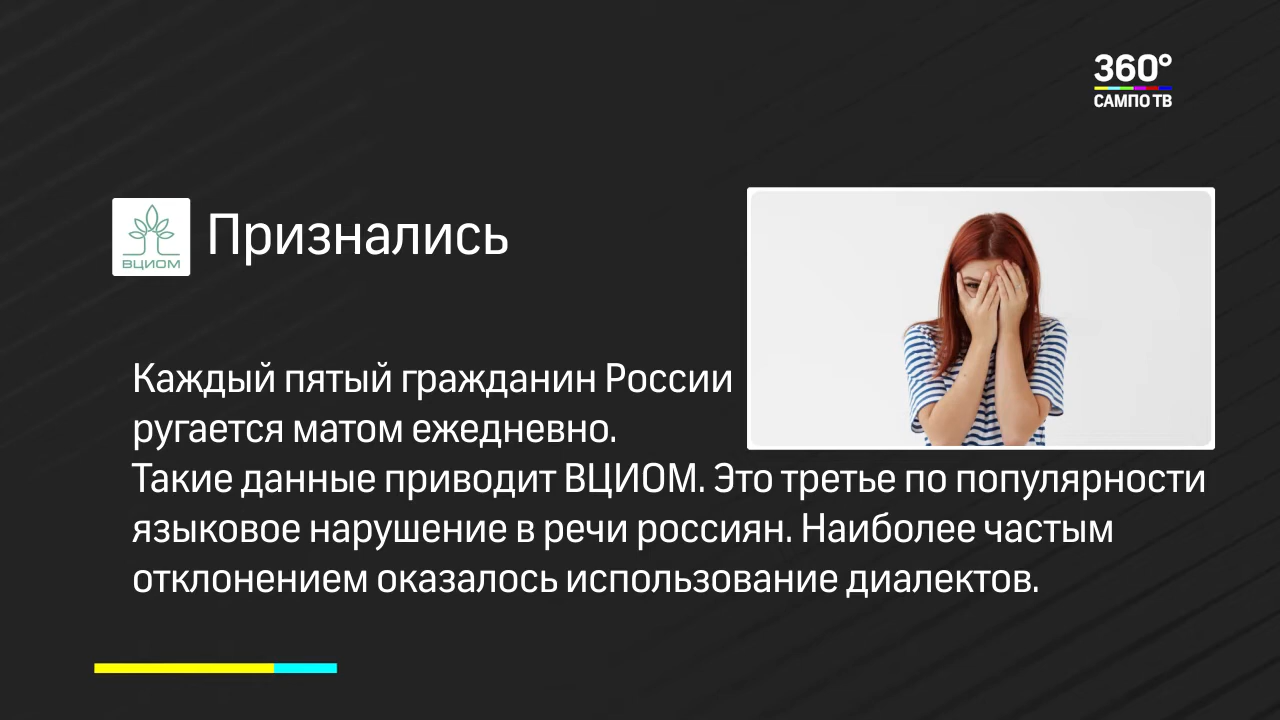 360°
САМПО ТВ
ВЦИОМ
Признались
Каждый пятый гражданин России
ругается матом ежедневно.
Такие данные приводит ВЦИОМ. Это третье по популярности
языковое нарушение в речи россиян. Наиболее частым
отклонением оказалось использование диалектов.